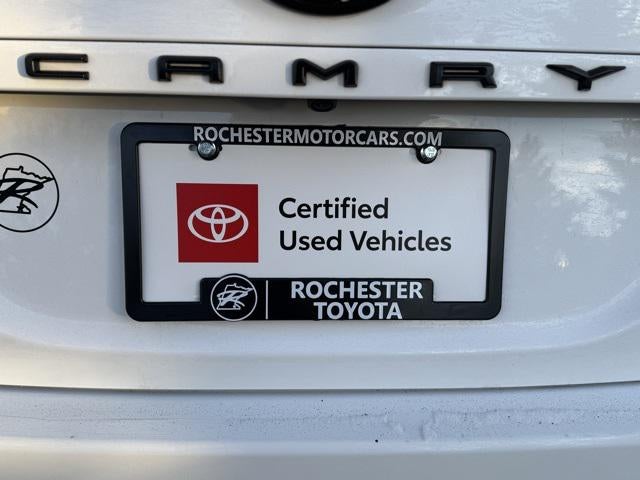 CAMRY
ROCHESTERMOTORCARS.COM
Certified
Used Vehicles
ROCHESTER
TOYOTA